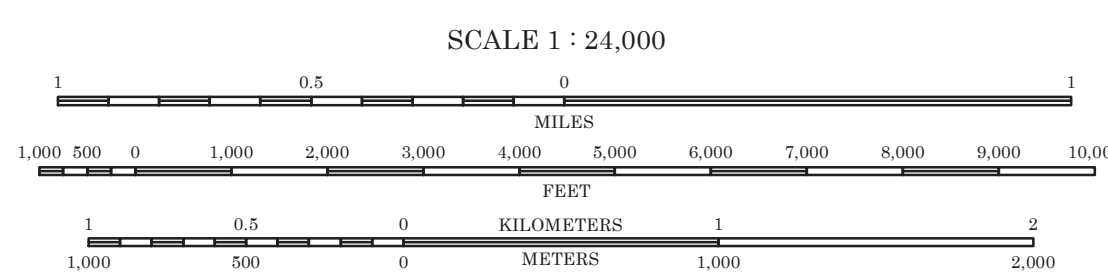 SCALE 1 : 24,000
1 0.5 0 1
MILES
1,000 500 0 1,000 2,000 3,000 4,000 5,000 6,000 7,000 8,000 9,000 10,00
FEET
1 0.5 0 KILOMETERS 1 2
1,000 500 0 METERS 1,000 2,000